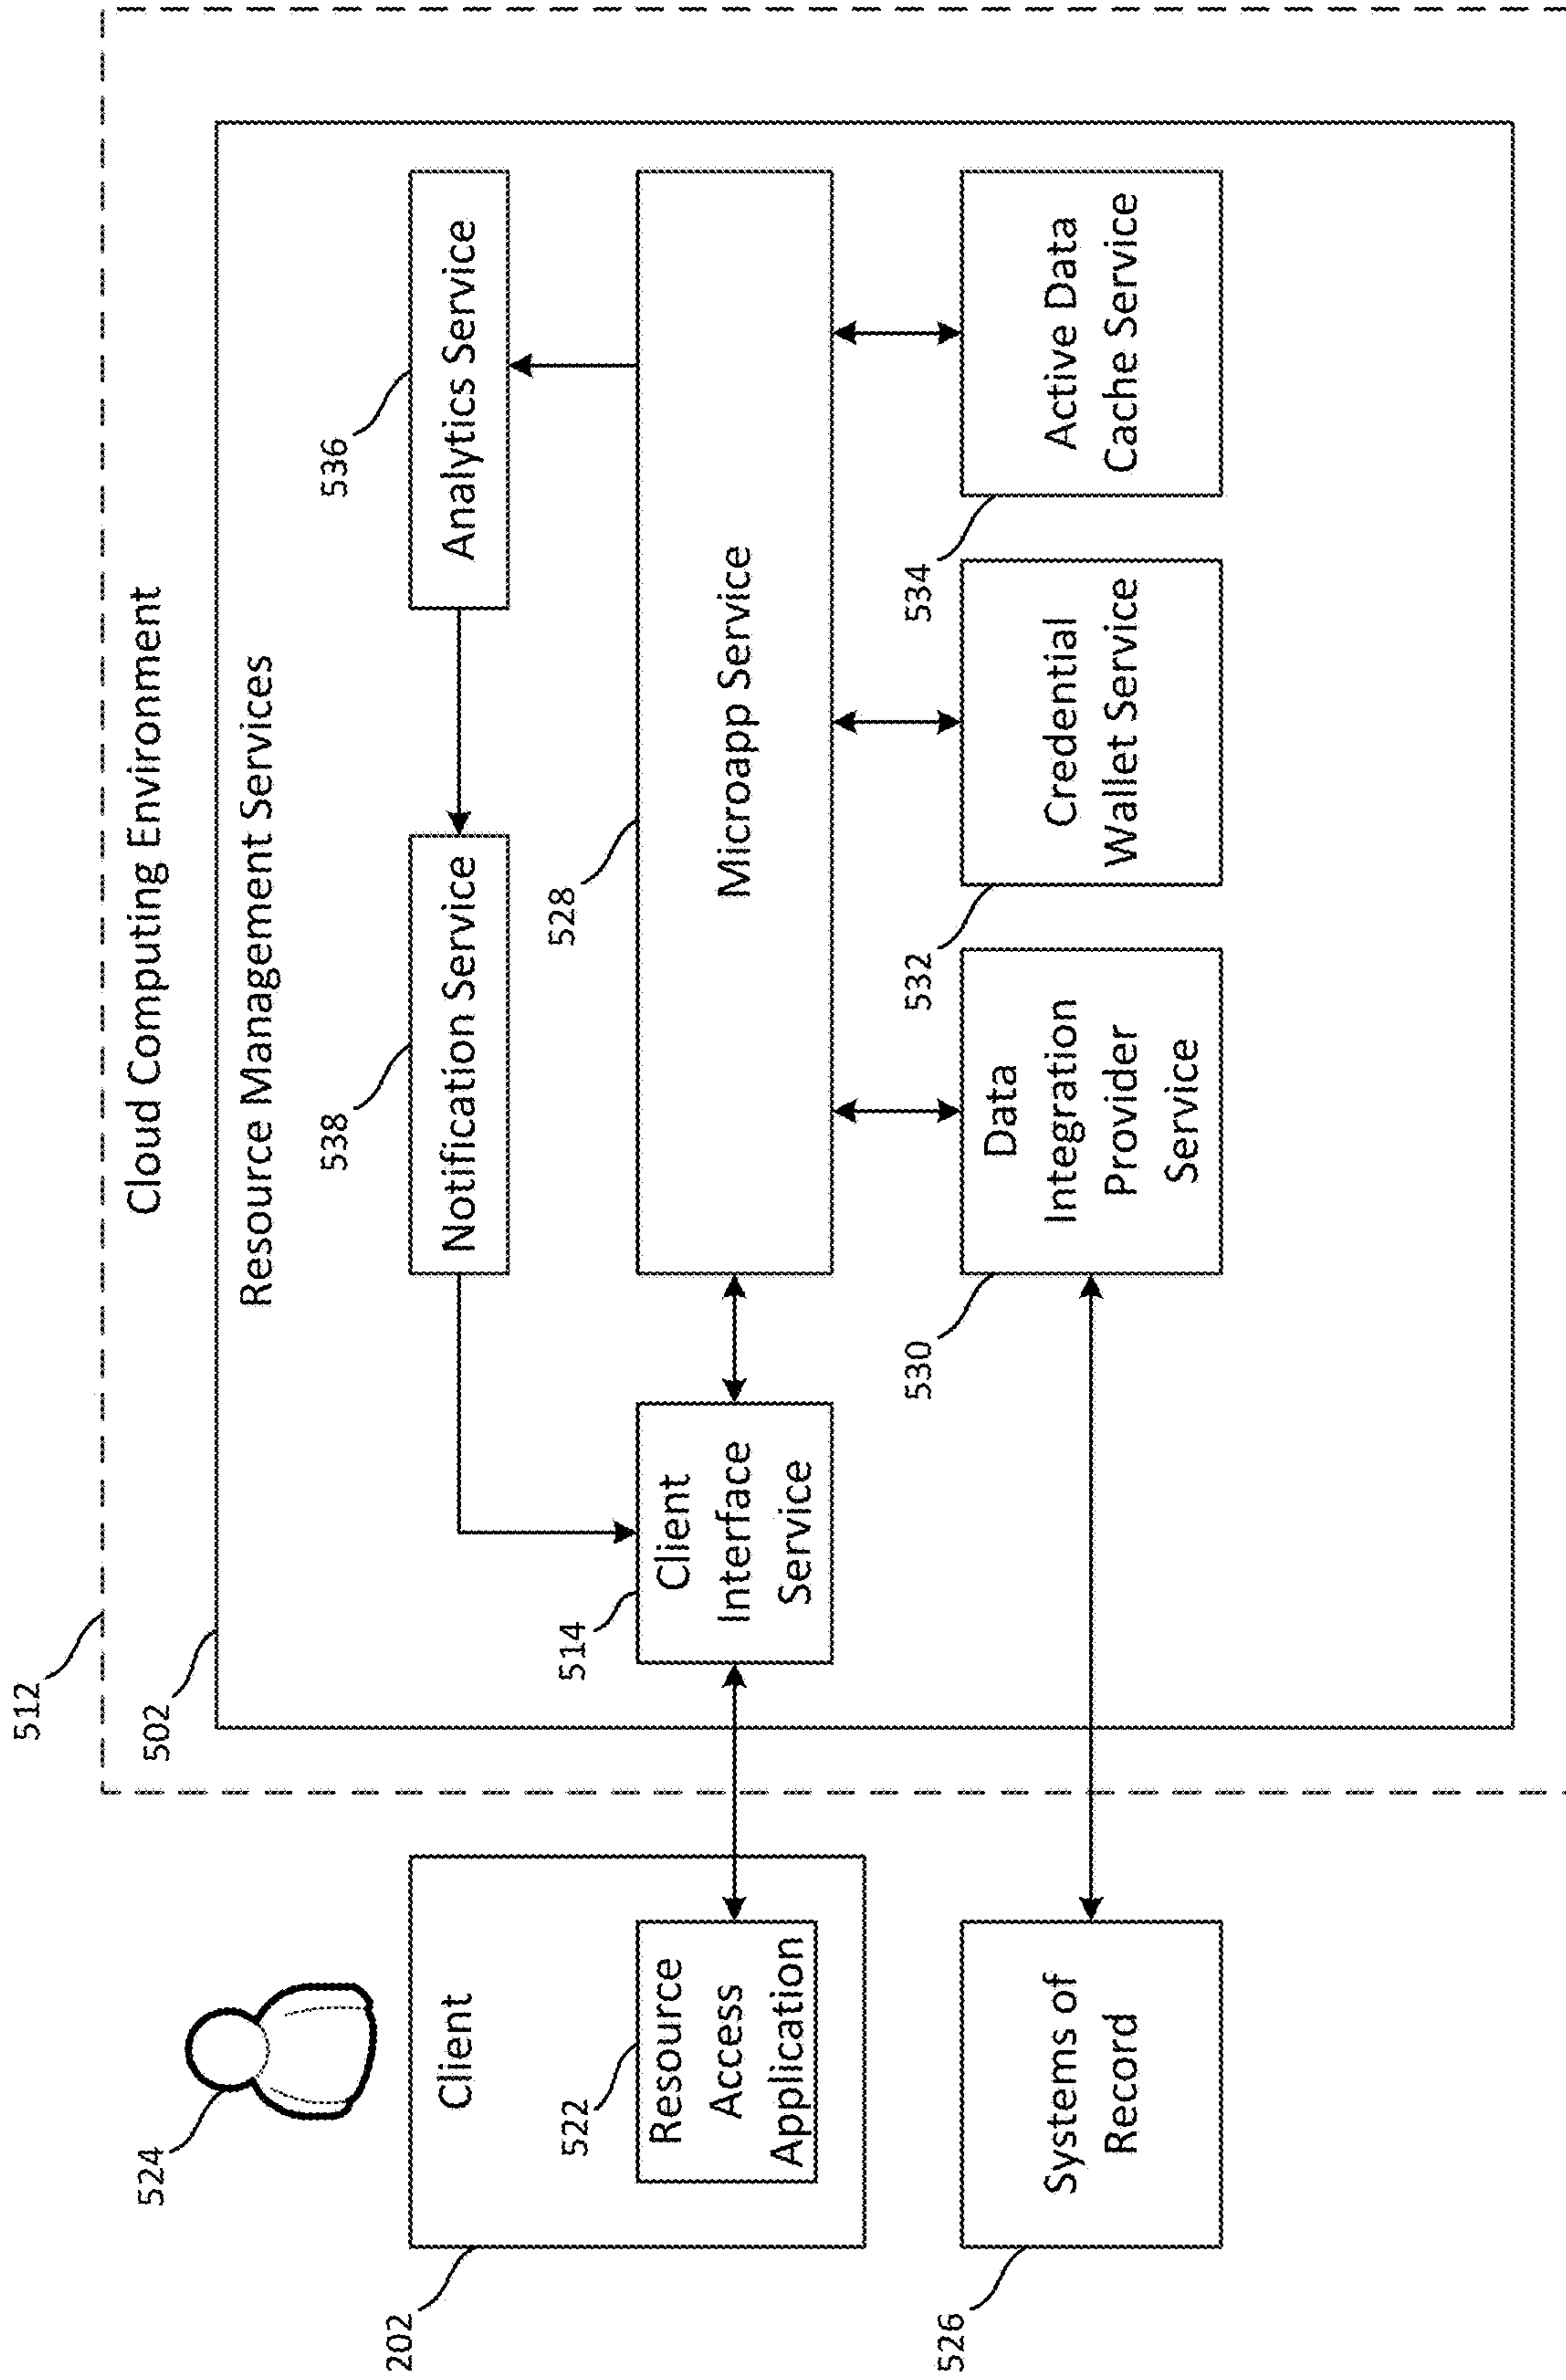 512
Cloud Computing Environment
502
Resource Management Services
524
202
Client
522
Resource
Access
Application
538
Notification Service
536
Analytics Service
514
Client
Interface
Service
528
Microapp Service
526
Systems of
Record
530
Data
Integration
Provider
Service
532
Credential
Wallet Service
534
Active Data
Cache Service